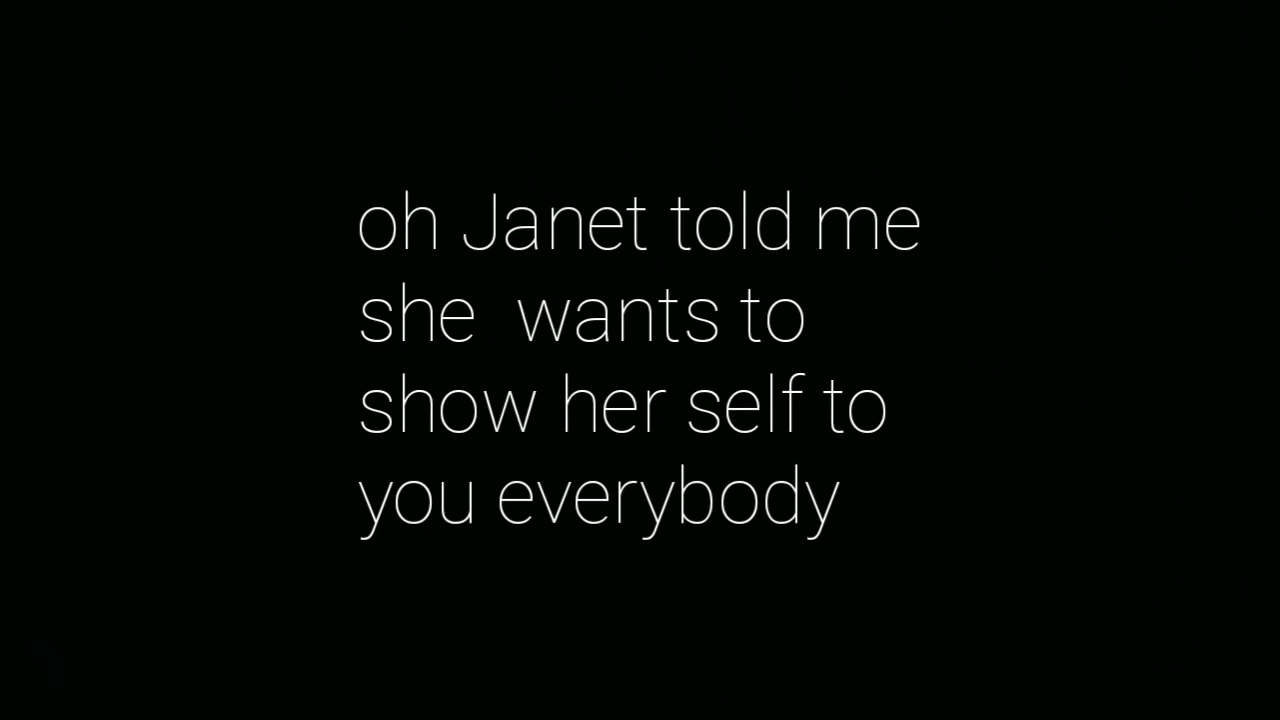 oh Janet told me
she  wants to
show her self to
you everybody